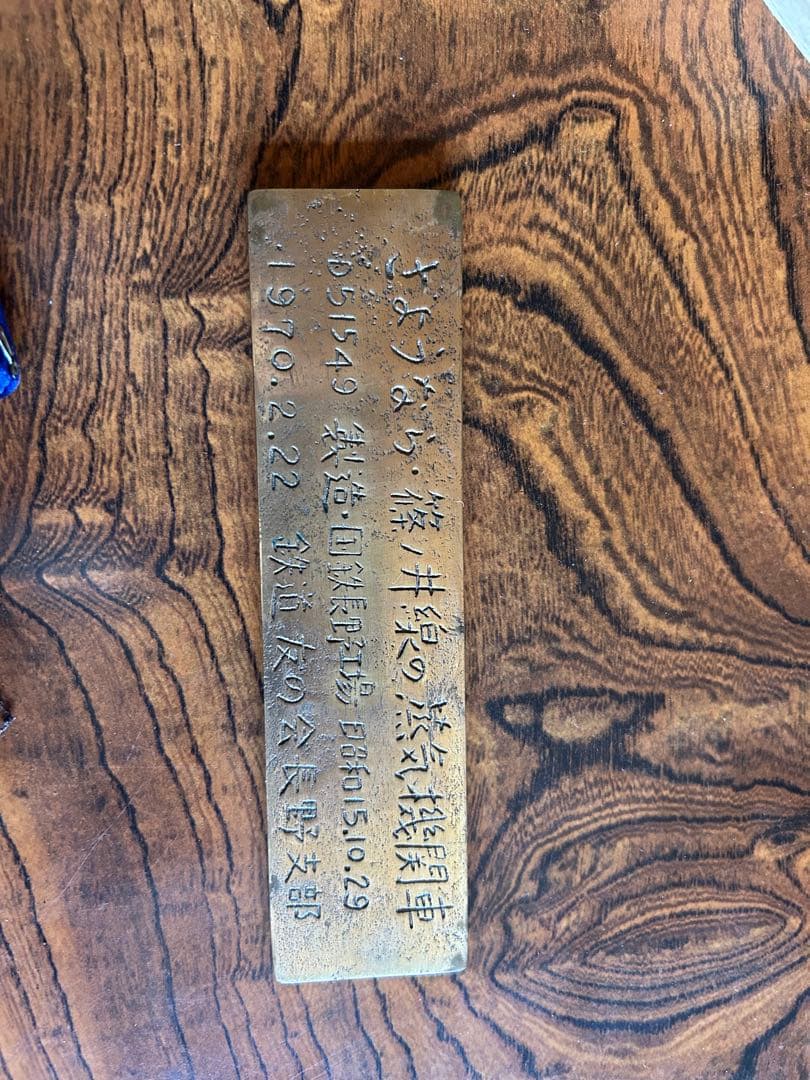 さようなら・篠ノ井線の蒸気機関車
D51549 製造・国鉄長野工場 昭和15.10.29
・1970.2.22 鉄道友の会長野支部